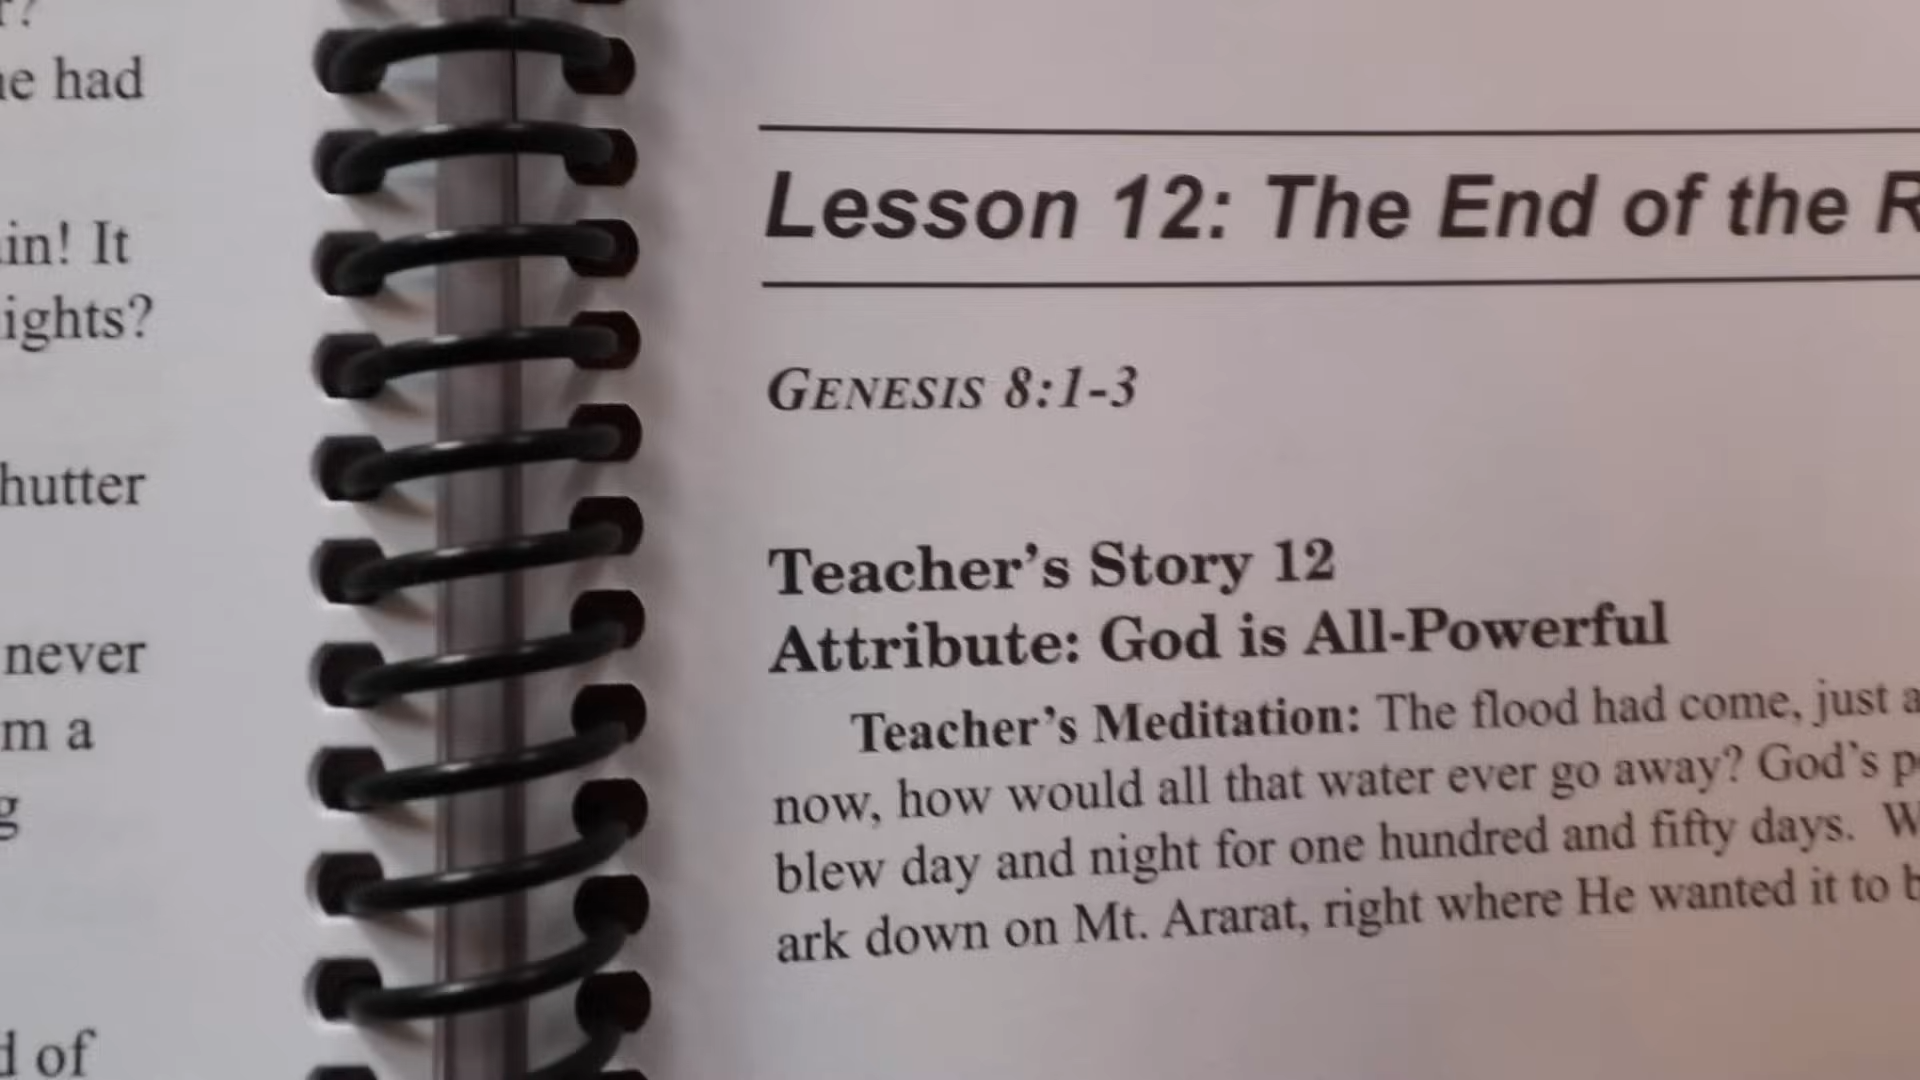 had
It
never
a
of
Lesson 12: The End of the
GENESIS 8:1-3
Teacher's Story 12
Attribute: God is All-Powerful
Teacher's Meditation: The flood had come, just
now, how would all that water ever go away? God's
blew day and night for one hundred and fifty days.
ark down on Mt. Ararat, right where He wanted it to